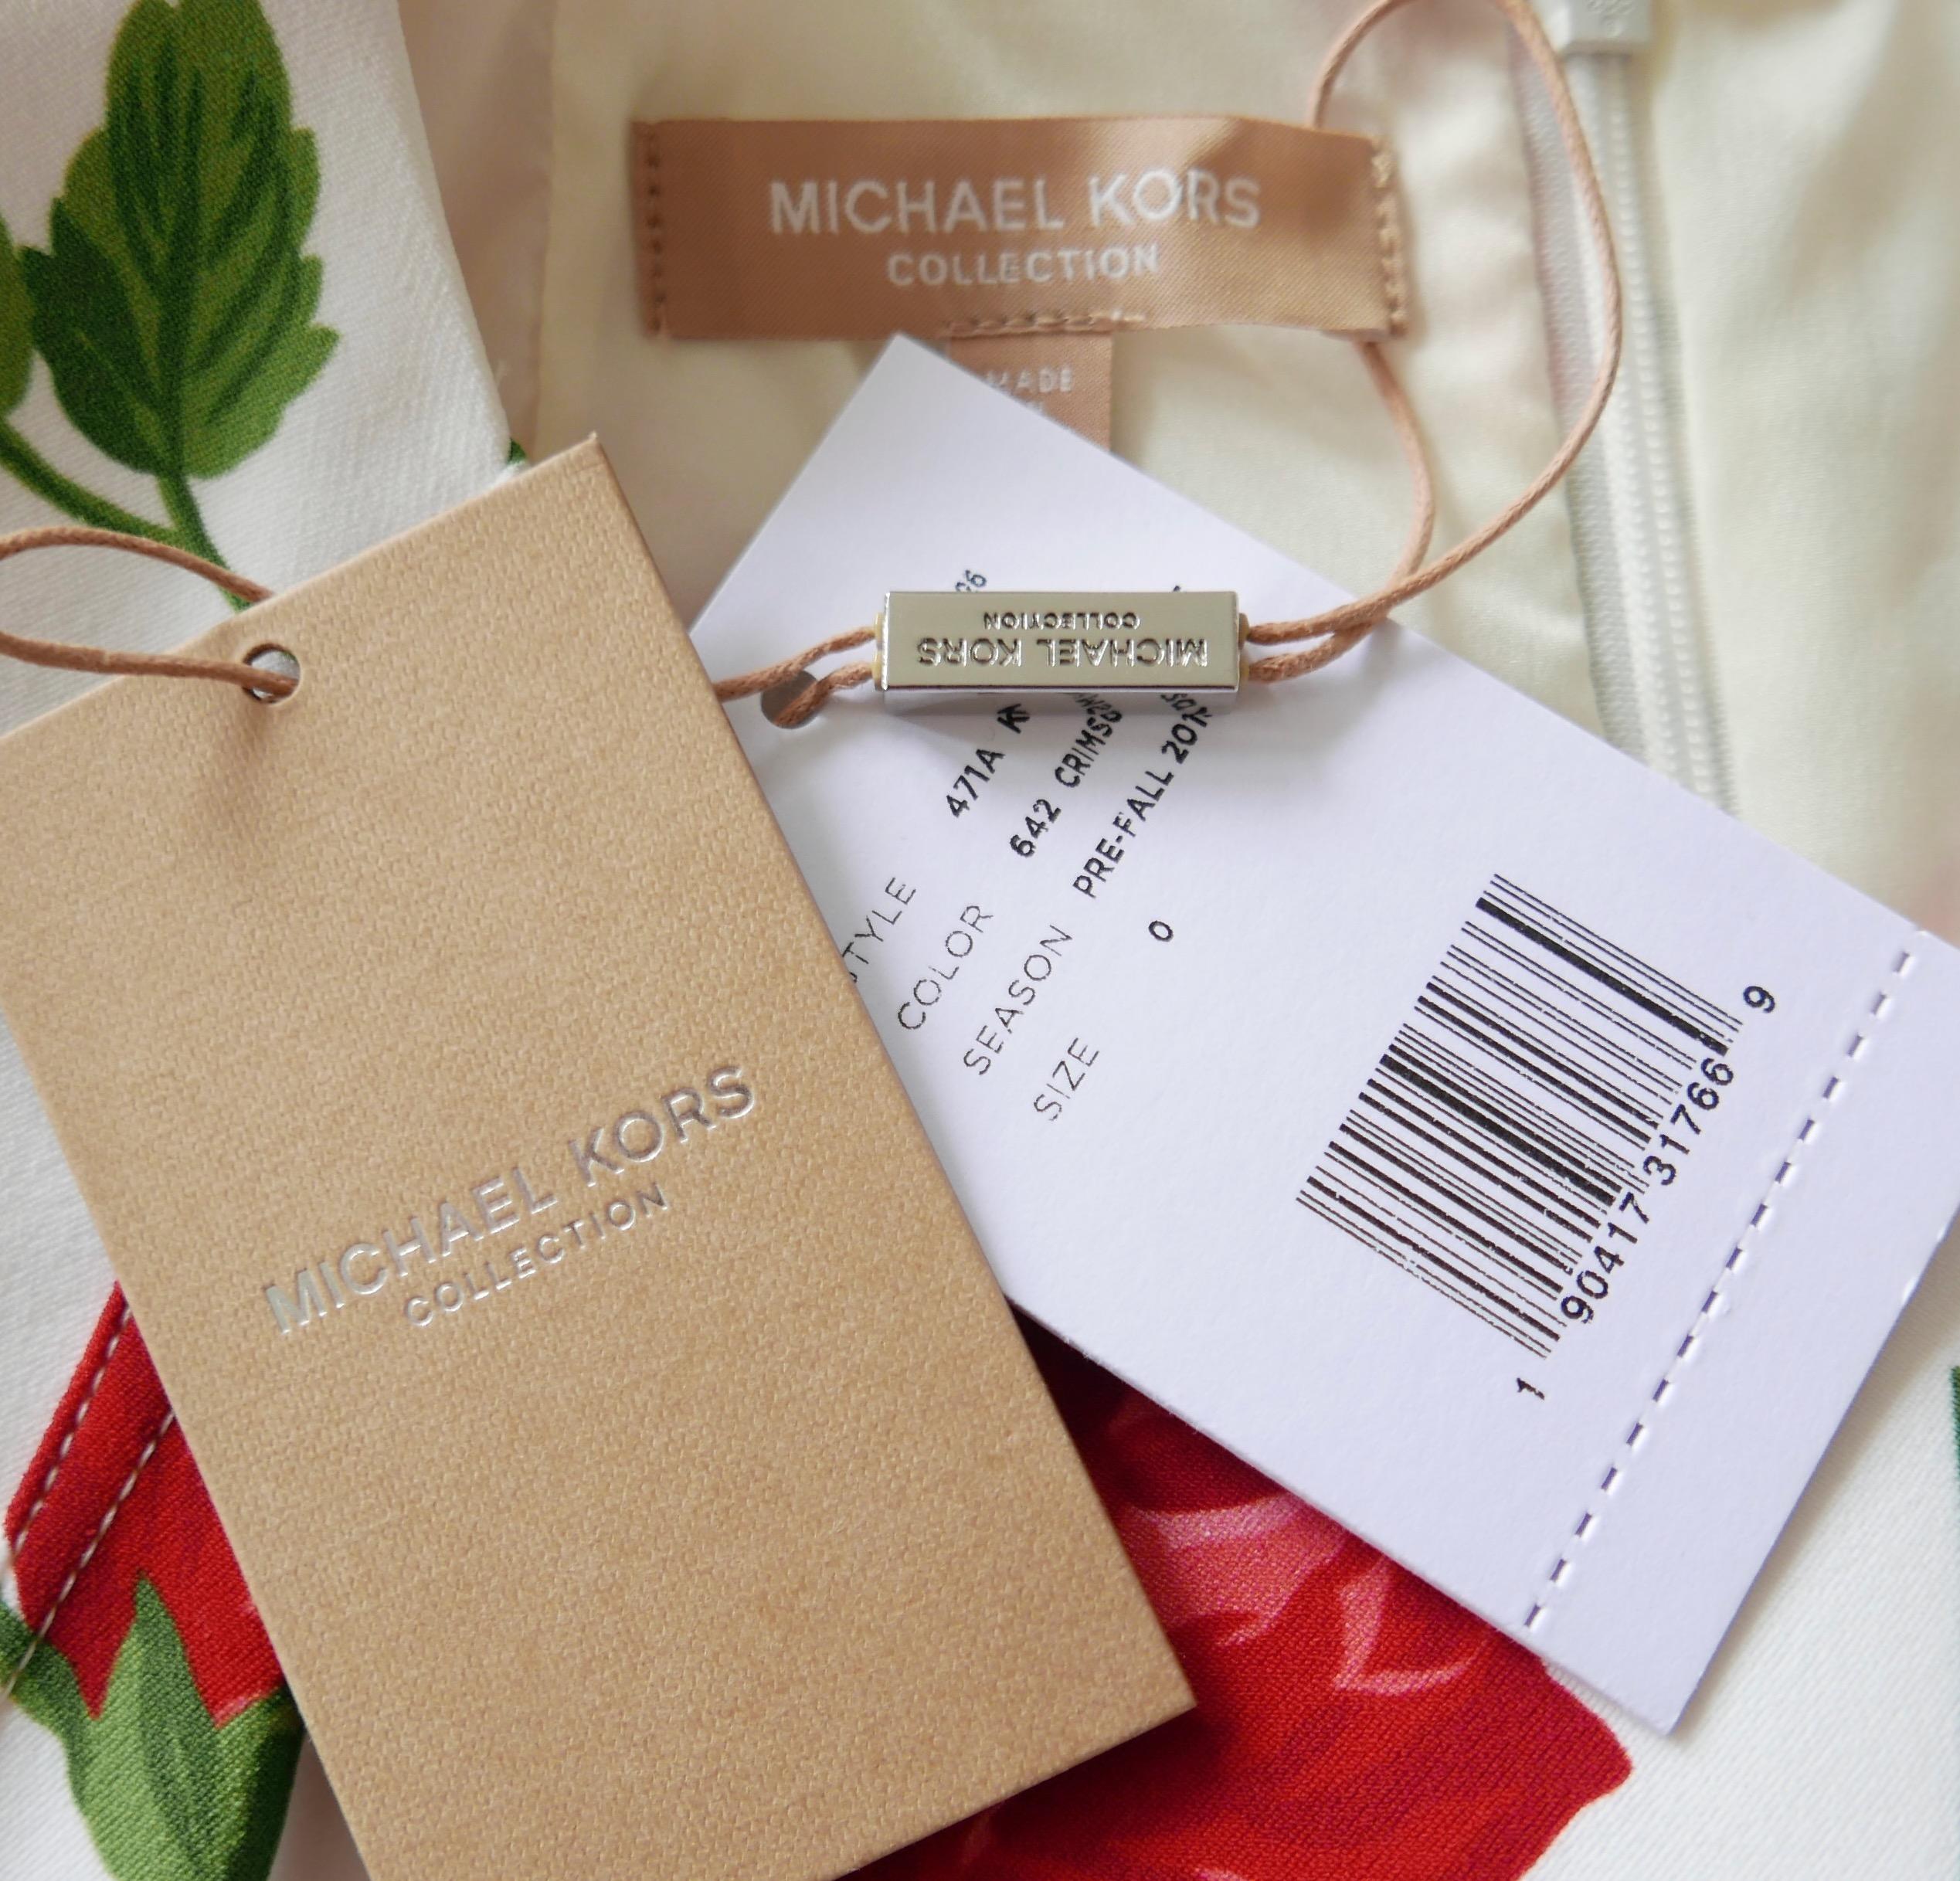 MICHAEL KORS
COLLECTION
MADE
MICHAEL KORS
COLLECTION
STYLE 471A
COLOR 642
SEASON PRE-FALL
SIZE 0
1 90417 31766 9
MICHAEL KORS
COLLECTION